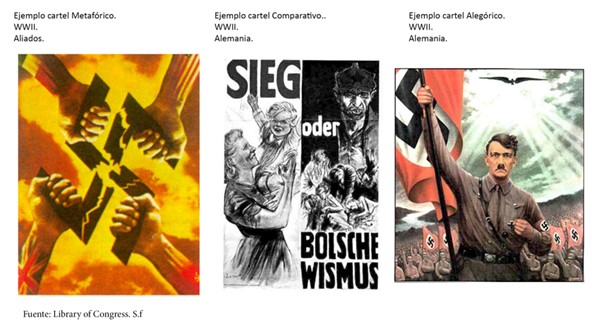 Ejemplo cartel Metafórico.
WWII.
Aliados.
Ejemplo cartel Comparativo..
WWII.
Alemania.
Ejemplo cartel Alegórico.
WWII.
Alemania.
SIEG
oder
BOLSCHE
WISMUS
Fuente: Library of Congress. S.f